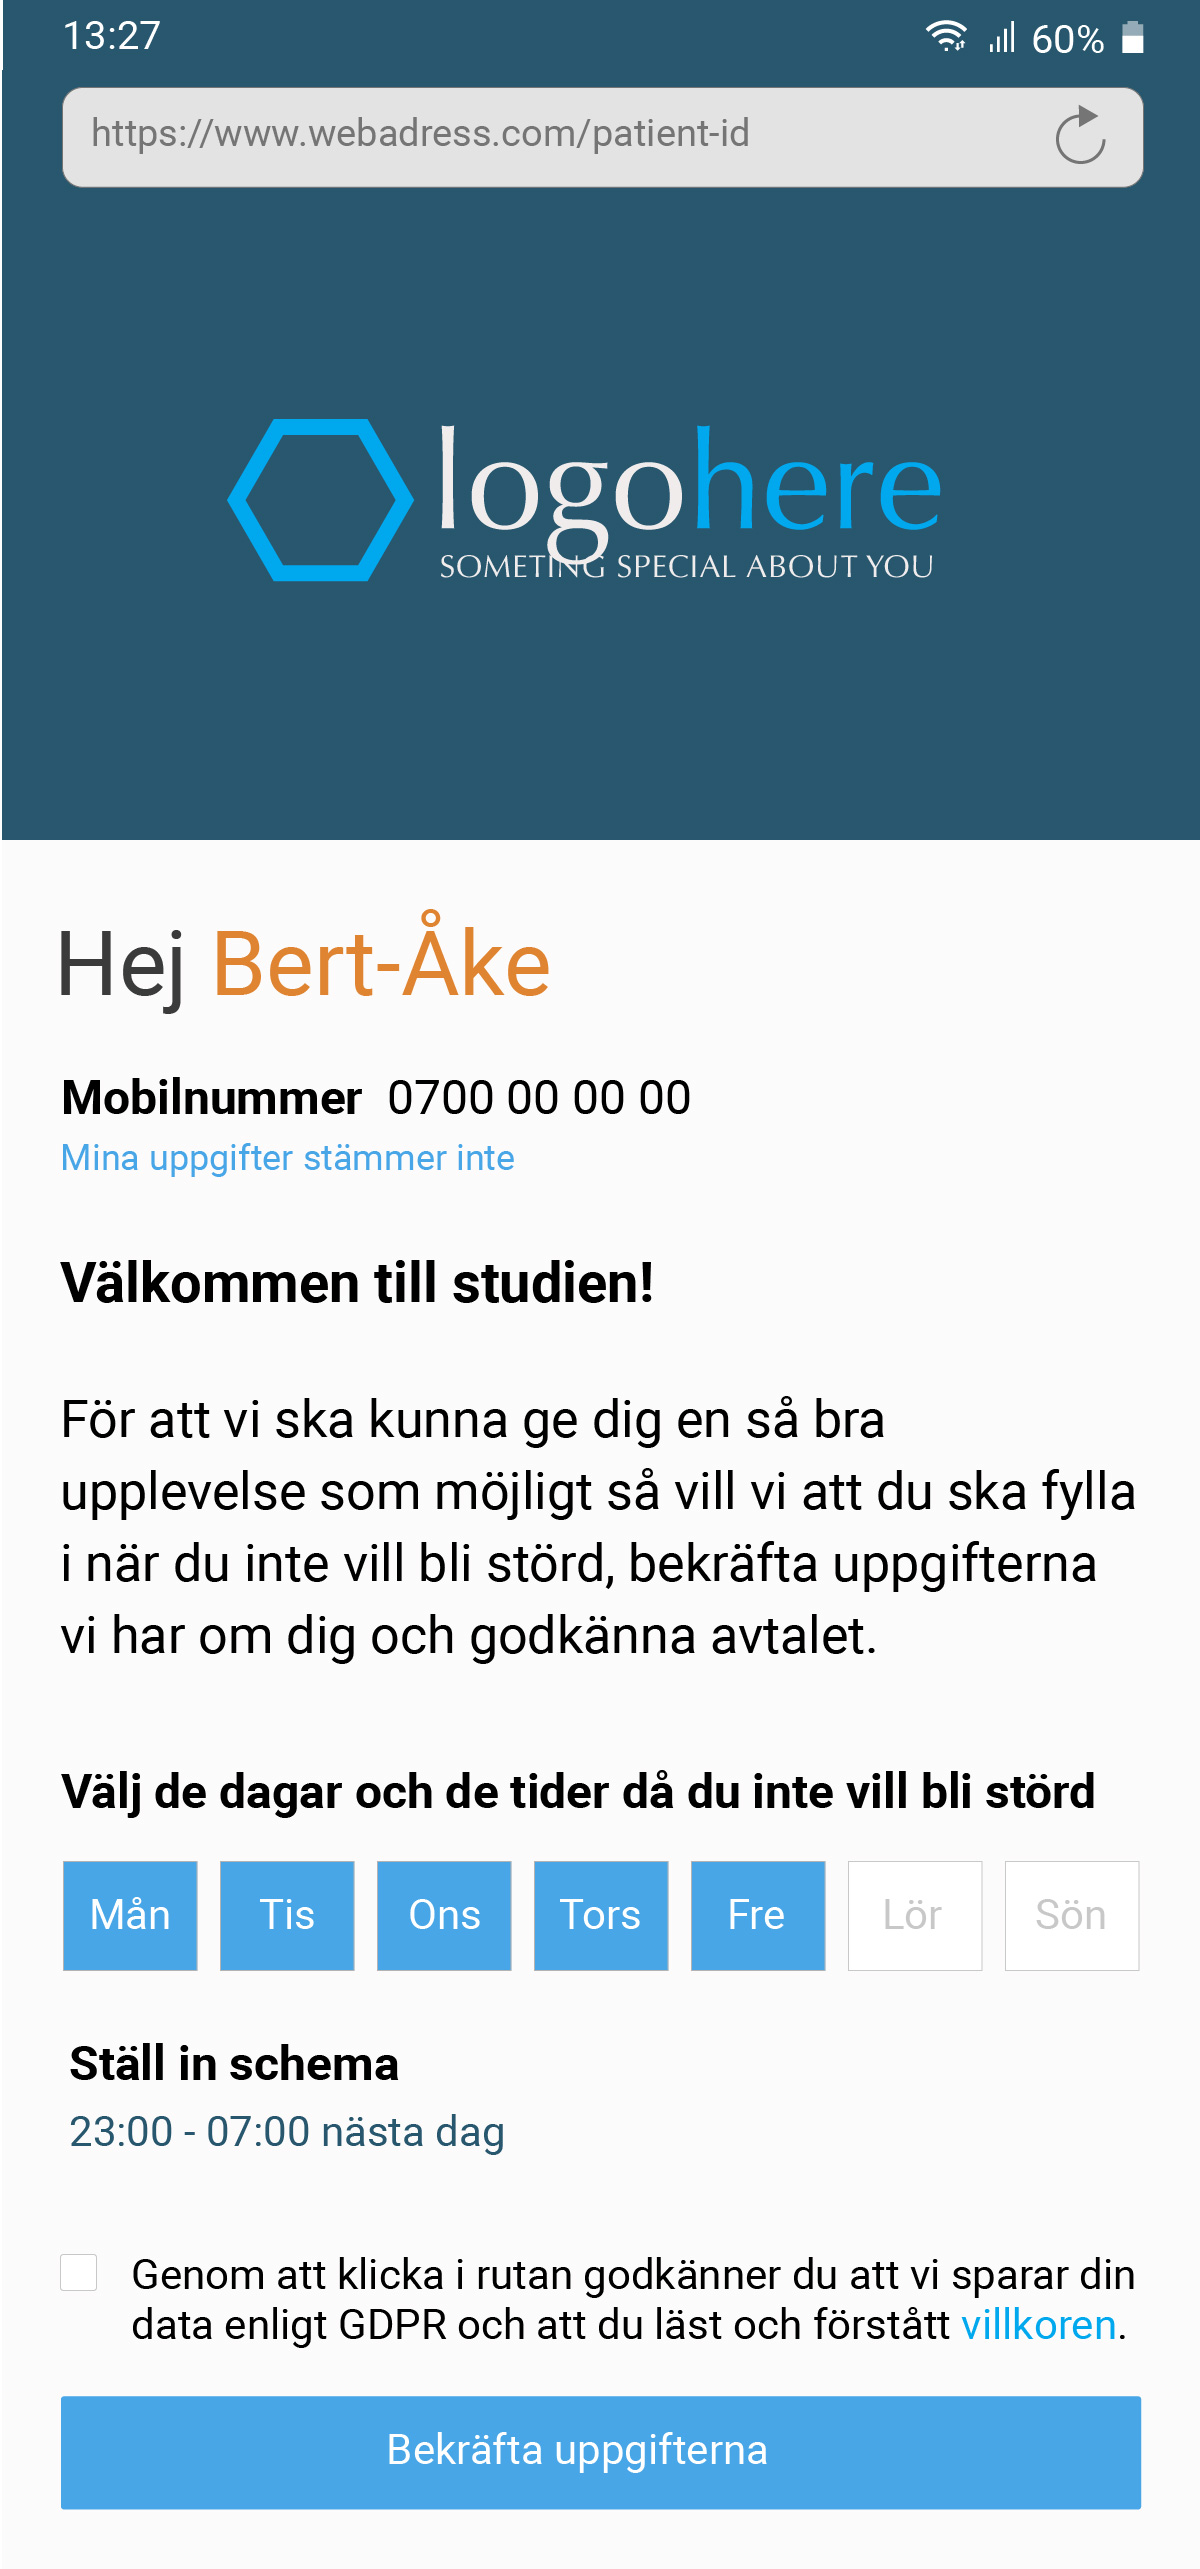 13:27
60%
https://www.webadress.com/patient-id
logohere
SOMETING SPECIAL ABOUT YOU
Hej Bert-Åke
Mobilnummer 0700 00 00 00
Mina uppgifter stämmer inte
Välkommen till studien!
För att vi ska kunna ge dig en så bra
upplevelse som möjligt så vill vi att du ska fylla
i när du inte vill bli störd, bekräfta uppgifterna
vi har om dig och godkänna avtalet.
Välj de dagar och de tider då du inte vill bli störd
Mån Tis Ons Tors Fre Lör Sön
Ställ in schema
23:00 - 07:00 nästa dag
Genom att klicka i rutan godkänner du att vi sparar din
data enligt GDPR och att du läst och förstått villkoren.
Bekräfta uppgifterna